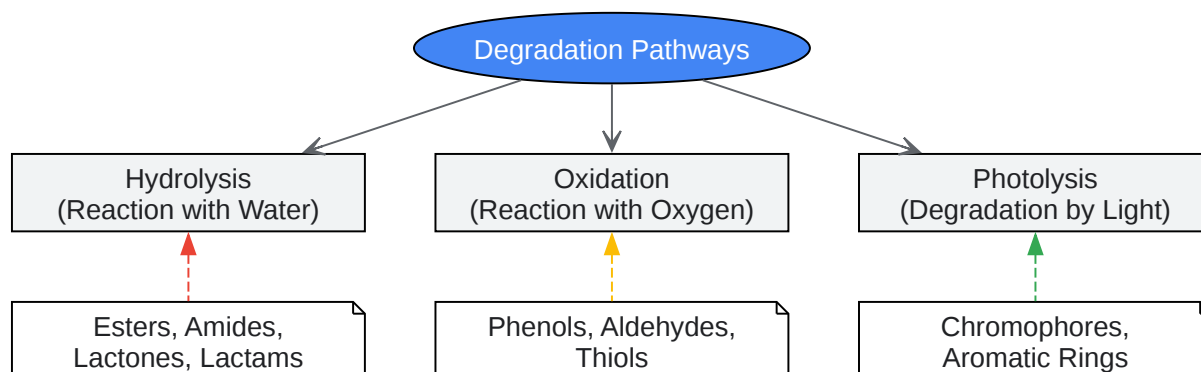 Degradation Pathways
Hydrolysis
(Reaction with Water)
Oxidation
(Reaction with Oxygen)
Photolysis
(Degradation by Light)
Esters, Amides,
Lactones, Lactams
Phenols, Aldehydes,
Thiols
Chromophores,
Aromatic Rings